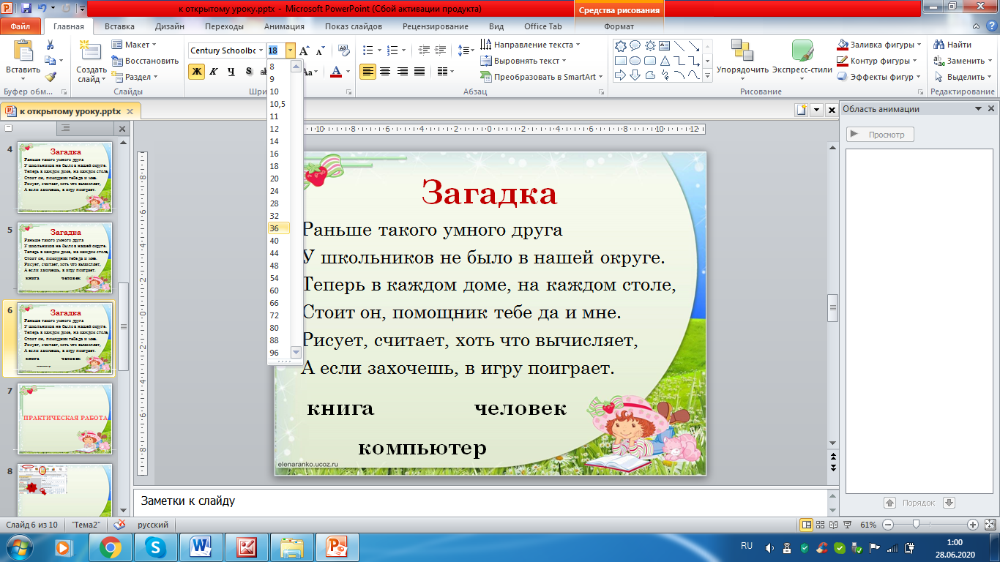 к открытому уроку.pptx - Microsoft PowerPoint (Сбой активации продукта)
Средства рисования
Файл Главная Вставка Дизайн Переходы Анимация Показ слайдов Рецензирование Вид Office Tab Формат
Вставить
Буфер обм...
Создать слайд
Макет
Восстановить
Раздел
Слайды
Century Schoolbc 18
Ж К Ч S ab Aa А
Шри
Направление текста
Выровнять текст
Преобразовать в SmartArt
Абзац
Упорядочить
Экспресс-стили
Заливка фигуры
Контур фигуры
Эффекты фигур
Рисование
Найти
Заменить
Выделить
Редактирование
к открытому уроку.pptx
8
9
10
10,5
11
12
14
16
18
20
24
28
32
36
40
44
48
54
60
66
72
80
88
96
4
Загадка
Раньше такого умного друга
У школьников не было в нашей округе.
Теперь в каждом доме, на каждом столе,
Стоит он, помощник тебе да и мне.
Рисует, считает, хоть что вычисляет,
А если захочешь, в игру поиграет.
5
Загадка
Раньше такого умного друга
У школьников не было в нашей округе.
Теперь в каждом доме, на каждом столе,
Стоит он, помощник тебе да и мне.
Рисует, считает, хоть что вычисляет,
А если захочешь, в игру поиграет.
книга человек
6
Загадка
Раньше такого умного друга
У школьников не было в нашей округе.
Теперь в каждом доме, на каждом столе,
Стоит он, помощник тебе да и мне.
Рисует, считает, хоть что вычисляет,
А если захочешь, в игру поиграет.
книга человек
7
ПРАКТИЧЕСКАЯ РАБОТА
8
Загадка
Раньше такого умного друга
У школьников не было в нашей округе.
Теперь в каждом доме, на каждом столе,
Стоит он, помощник тебе да и мне.
Рисует, считает, хоть что вычисляет,
А если захочешь, в игру поиграет.
книга человек
компьютер
elenaranko.ucoz.ru
Область анимации
Просмотр
Порядок
Заметки к слайду
Слайд 6 из 10 "Тема2" русский 61%
RU 1:00
28.06.2020